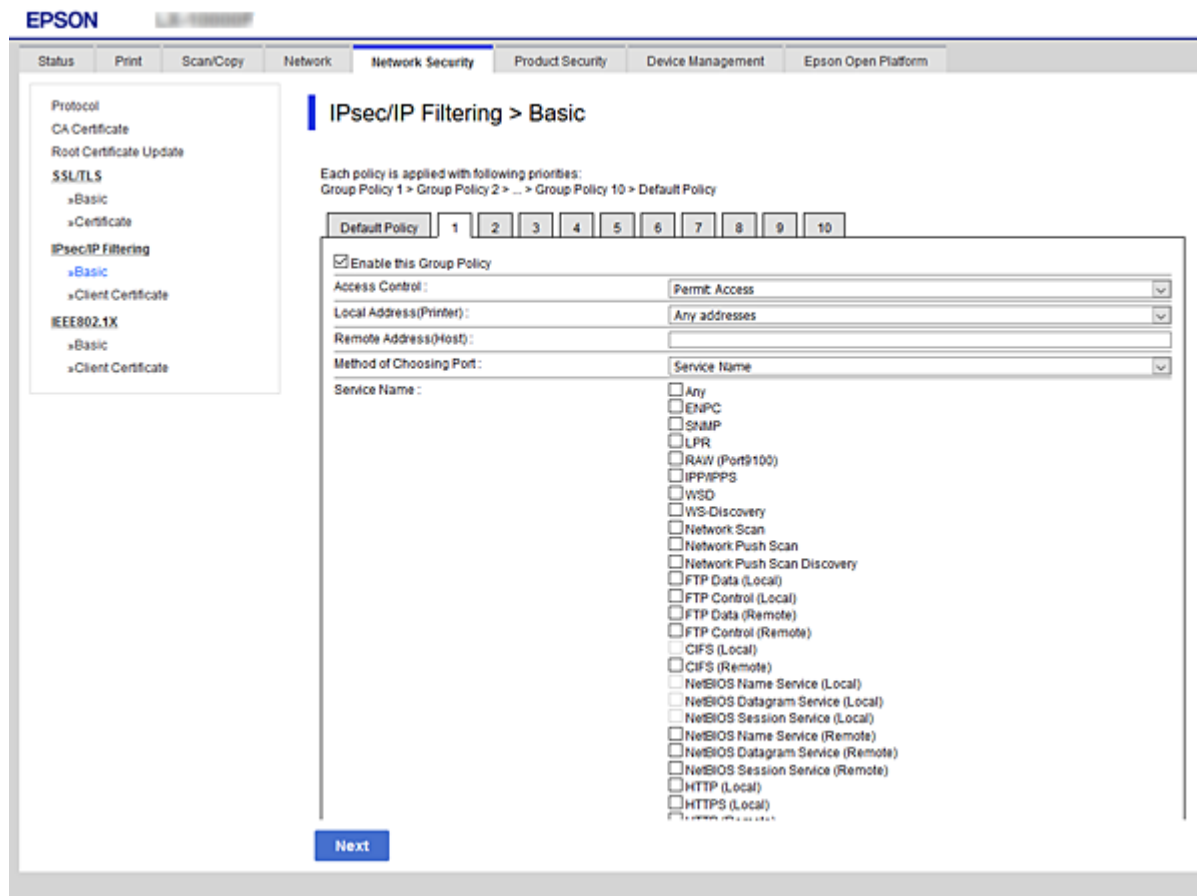 EPSON
Status Print Scan/Copy Network Network Security Product Security Device Management Epson Open Platform
Protocol
CA Certificate
Root Certificate Update
SSL/TLS
»Basic
»Certificate
IPsec/IP Filtering
»Basic
»Client Certificate
IEEE802.1X
»Basic
»Client Certificate
IPsec/IP Filtering > Basic
Each policy is applied with following priorities:
Group Policy 1 > Group Policy 2 > ... > Group Policy 10 > Default Policy
Default Policy 1 2 3 4 5 6 7 8 9 10
Enable this Group Policy
Access Control : Permit Access
Local Address(Printer) : Any addresses
Remote Address(Host) :
Method of Choosing Port : Service Name
Service Name : Any
ENPC
SNMP
LPR
RAW (Port9100)
IPP/IPPS
WSD
WS-Discovery
Network Scan
Network Push Scan
Network Push Scan Discovery
FTP Data (Local)
FTP Control (Local)
FTP Data (Remote)
FTP Control (Remote)
CIFS (Local)
CIFS (Remote)
NetBIOS Name Service (Local)
NetBIOS Datagram Service (Local)
NetBIOS Session Service (Local)
NetBIOS Name Service (Remote)
NetBIOS Datagram Service (Remote)
NetBIOS Session Service (Remote)
HTTP (Local)
HTTPS (Local)
Next